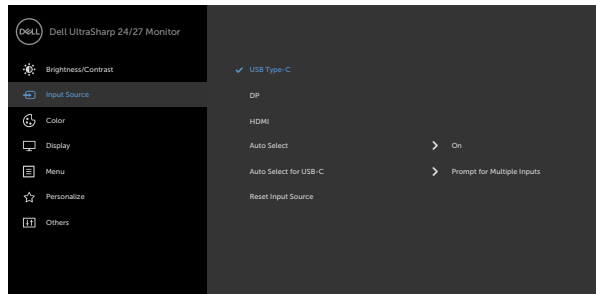 DELL Dell UltraSharp 24/27 Monitor
Brightness/Contrast
USB Type-C
Input Source
DP
Color
HDMI
Display
Auto Select
On
Menu
Auto Select for USB-C
Prompt for Multiple Inputs
Personalize
Reset Input Source
Others